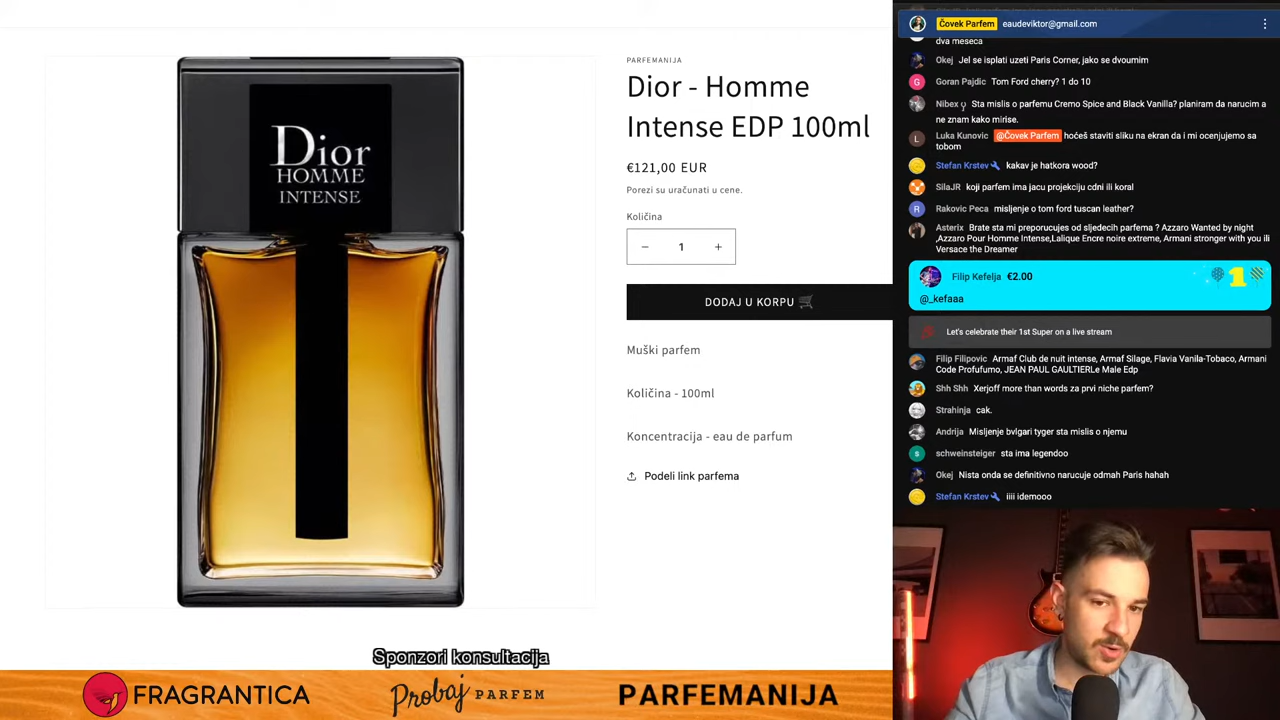 PARFEMANIJA
Dior - Homme
Intense EDP 100ml
€121,00 EUR
Porezi su uračunati u cene.
Količina
− 1 +
DODAJ U KORPU
Muški parfem
Količina - 100ml
Koncentracija - eau de parfum
Podeli link parfema
Dior
HOMME
INTENSE
Sponzori konsultacija
FRAGRANTICA
Probaj PARFEM
PARFEMANIJA
Čovek Parfem eaudeviktor@gmail.com
dva meseca
Okej Jel se isplati uzeti Paris Corner, jako se dvoumim
Goran Pajdic Tom Ford cherry? 1 do 10
Nibex ų Sta mislis o parfemu Cremo Spice and Black Vanilla? planiram da narucim a
ne znam kako mirise.
Luka Kunovic @Čovek Parfem hočeš staviti sliku na ekran da i mi ocenjujemo sa
tobom
Stefan Krstev kakav je hatkora wood?
SilaJR koji parfem ima jacu projekciju cdni ili koral
Rakovic Peca misljenje o tom ford tuscan leather?
Asterix Brate sta mi preporucujes od sljedecih parfema ? Azzaro Wanted by night
,Azzaro Pour Homme Intense,Lalique Encre noire extreme, Armani stronger with you ili
Versace the Dreamer
Filip Kefelja €2.00
1
@_kefaaa
Let's celebrate their 1st Super on a live stream
Filip Filipovic Armaf Club de nuit intense, Armaf Silage, Flavia Vanila-Tobaco, Armani
Code Profufumo, JEAN PAUL GAULTIERLe Male Edp
Shh Shh Xerjoff more than words za prvi niche parfem?
Strahinja cak.
Andrija Misljenje bvlgari tyger sta mislis o njemu
schweinsteiger sta ima legendoo
Okej Nista onda se definitivno narucuje odmah Paris hahah
Stefan Krstev iiii idemooo